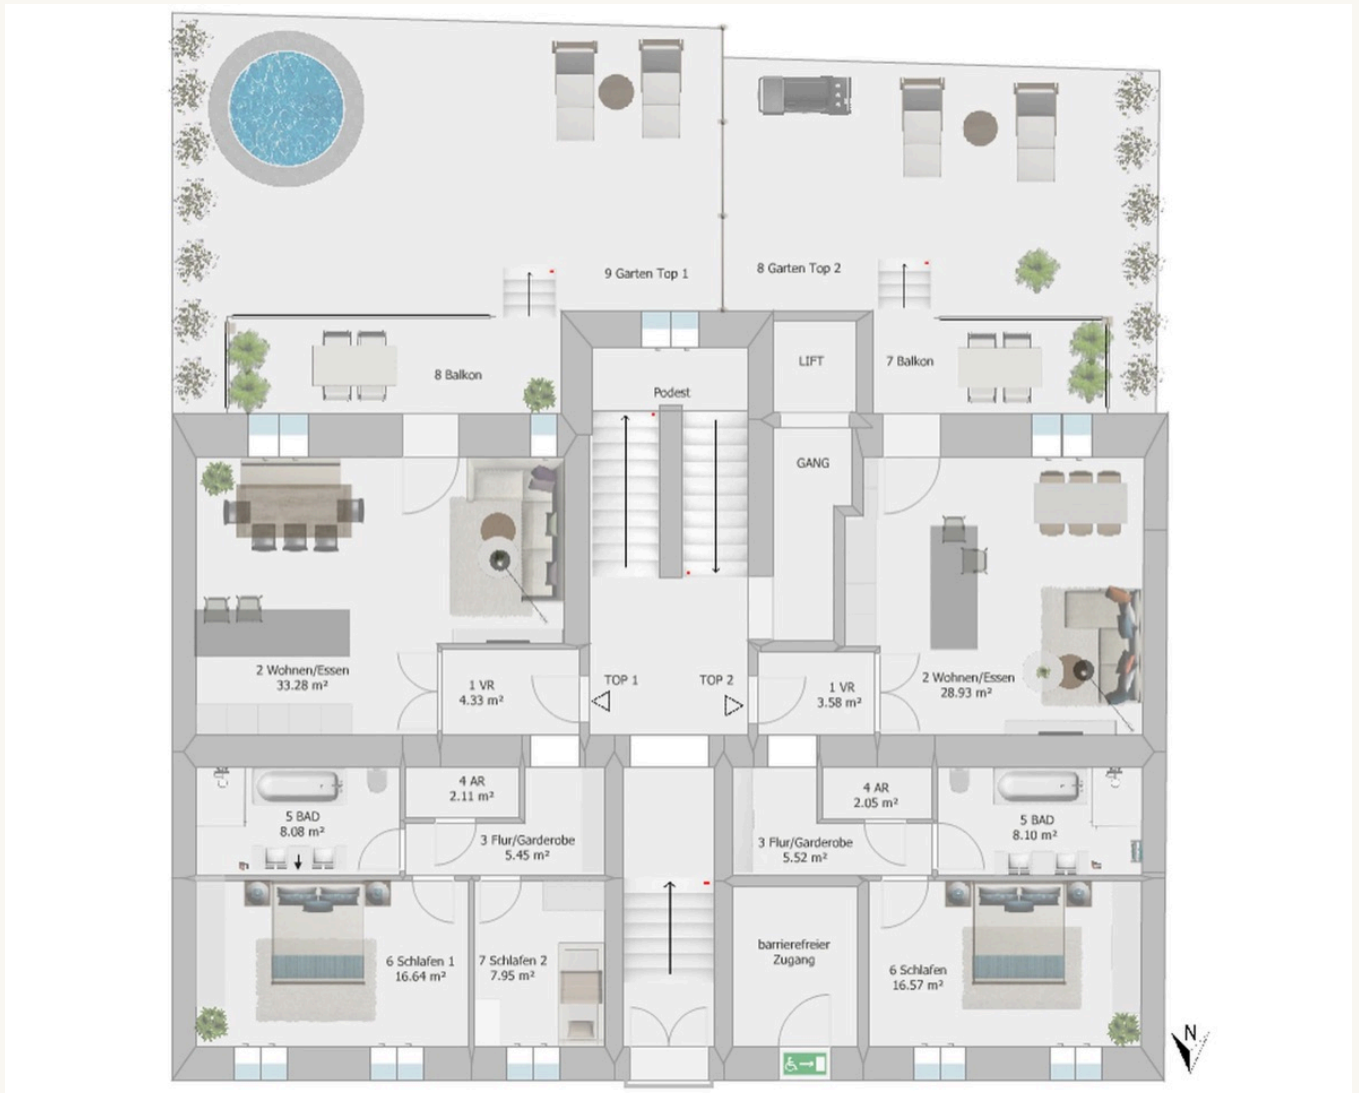 9 Garten Top 1
8 Garten Top 2
8 Balkon
Podest
LIFT
7 Balkon
GANG
2 Wohnen/Essen
33.28 m²
1 VR
4.33 m²
TOP 1
TOP 2
1 VR
3.58 m²
2 Wohnen/Essen
28.93 m²
5 BAD
8.08 m²
4 AR
2.11 m²
3 Flur/Garderobe
5.45 m²
3 Flur/Garderobe
5.52 m²
4 AR
2.05 m²
5 BAD
8.10 m²
6 Schlafen 1
16.64 m²
7 Schlafen 2
7.95 m²
barrierefreier
Zugang
6 Schlafen
16.57 m²
N